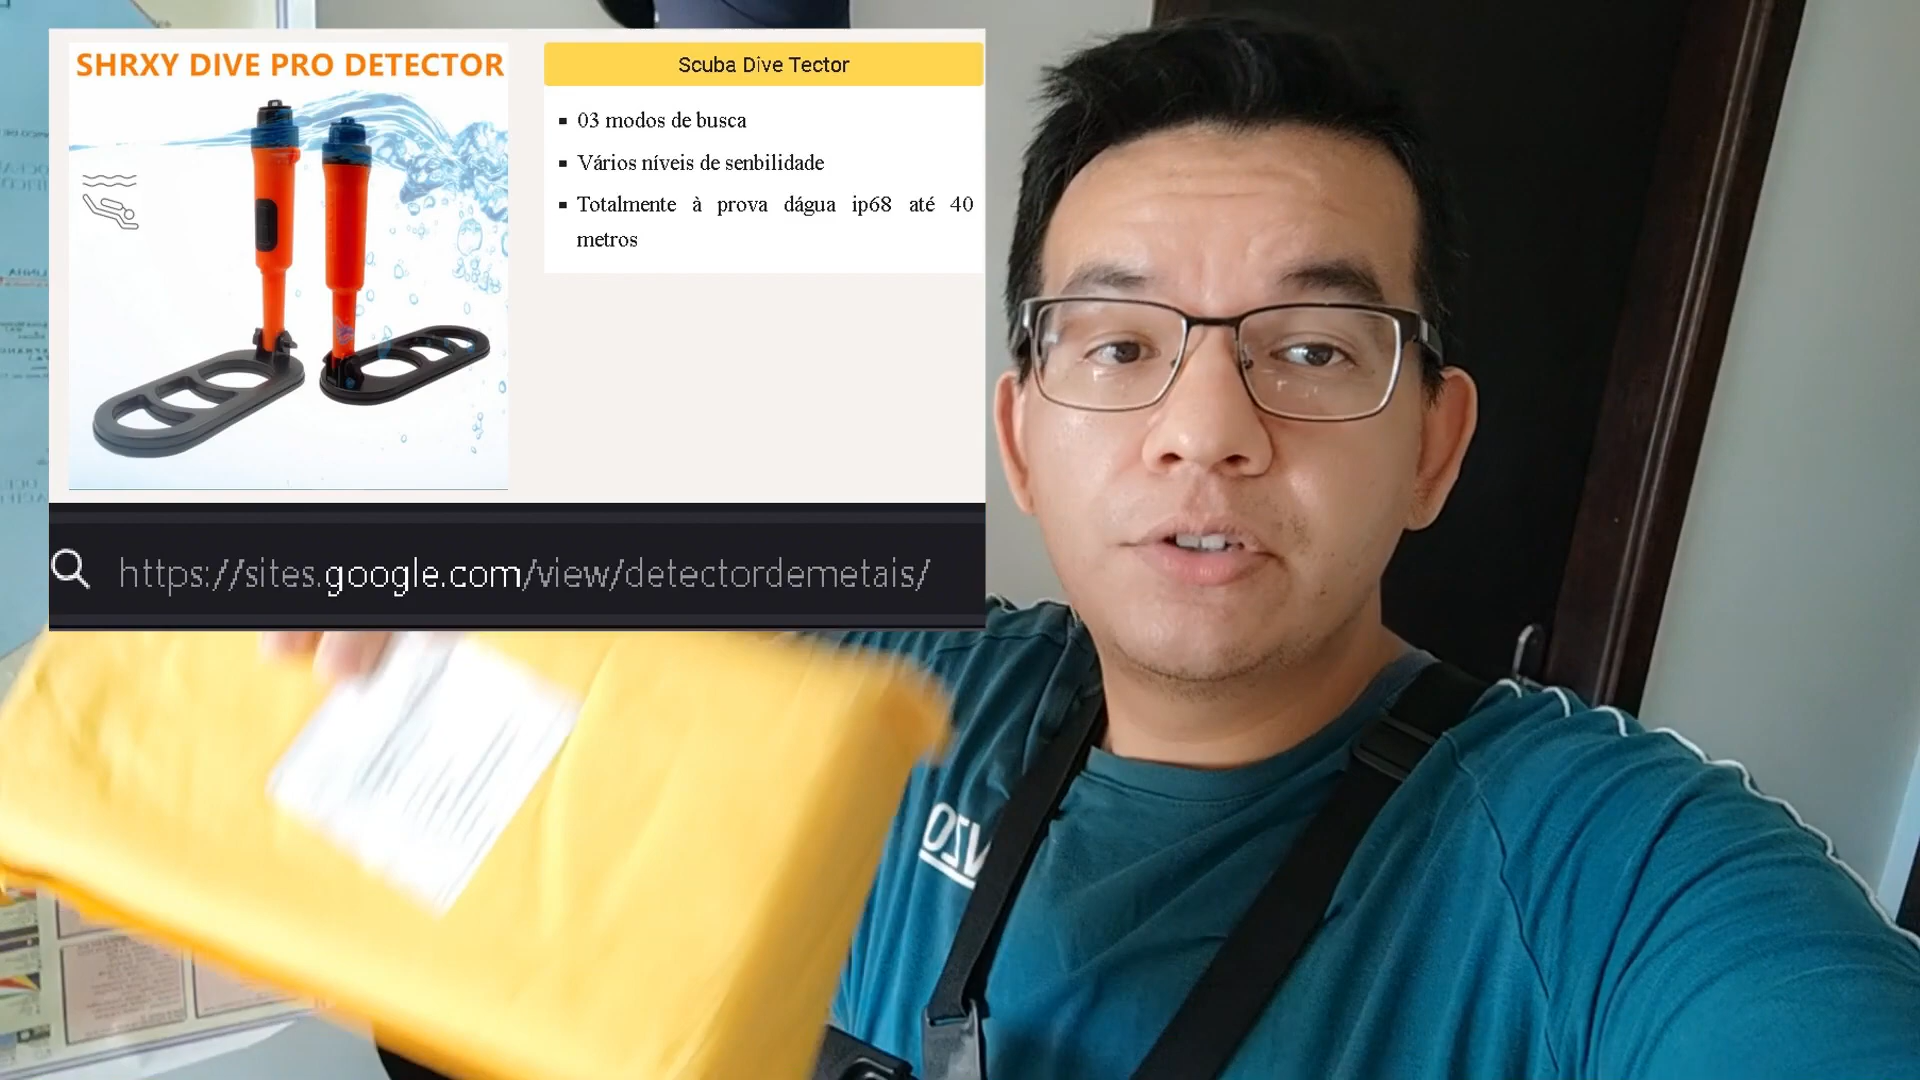 SHRXY DIVE PRO DETECTOR
Scuba Dive Tector
03 modos de busca
Vários níveis de senbilidade
Totalmente à prova dágua ip68 até 40
metros
https://sites.google.com/view/detectordemetais/